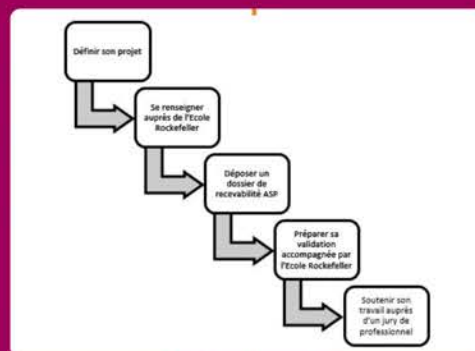 Définir son projet
Se renseigner
auprès de l'Ecole
Rockefeller
Déposer un
dossier de
recevabilité ASP
Préparer sa
validation
accompagnée par
l'Ecole Rockefeller
Soutenir son
travail auprès
d'un jury de
professionnel